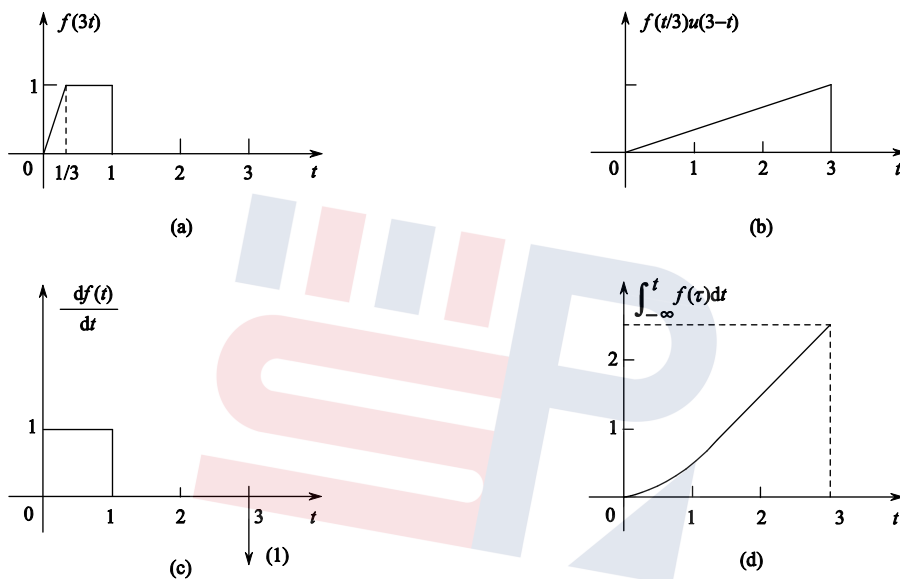 f(3t)
1
0
1/3
1
2
3
t
(a)
f(t/3)u(3−t)
0
1
2
3
t
(b)
df(t)
dt
1
0
1
2
3
t
(1)
(c)
∫_{−∞}^{t} f(τ)dt
2
1
0
1
2
3
t
(d)